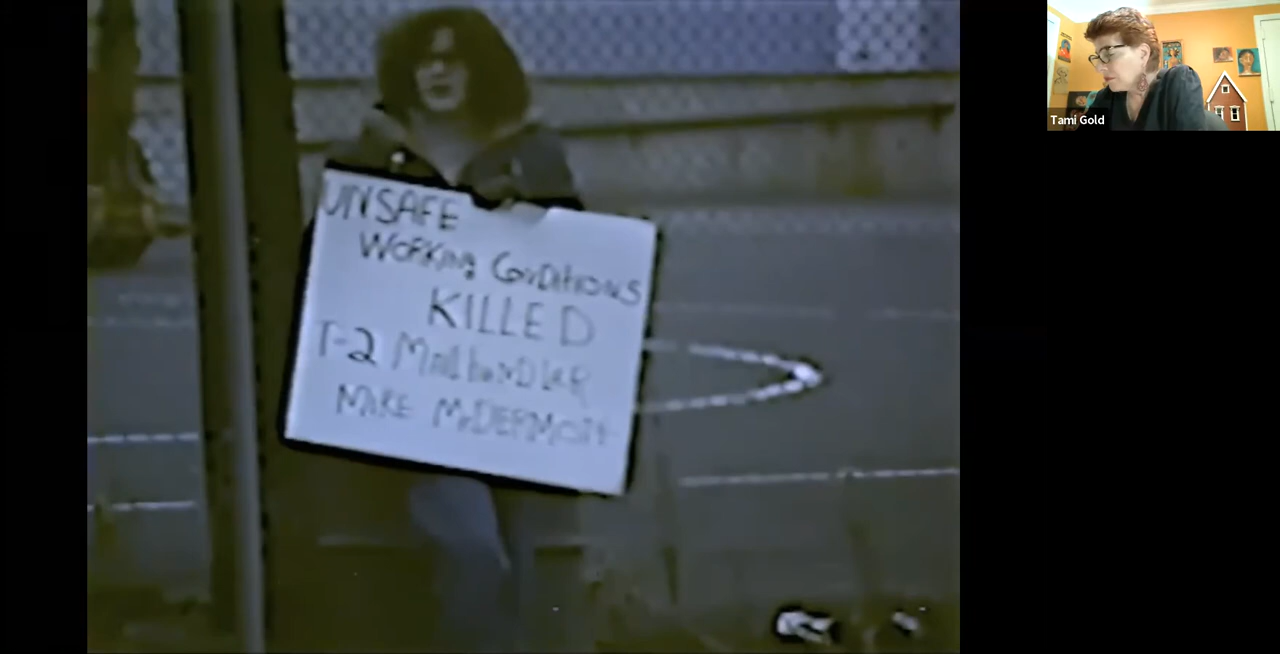 UNSAFE
WORKING CONDITIONS
KILLED
T-2 MAILHANDLER
MIKE McDERMOTT
Tami Gold